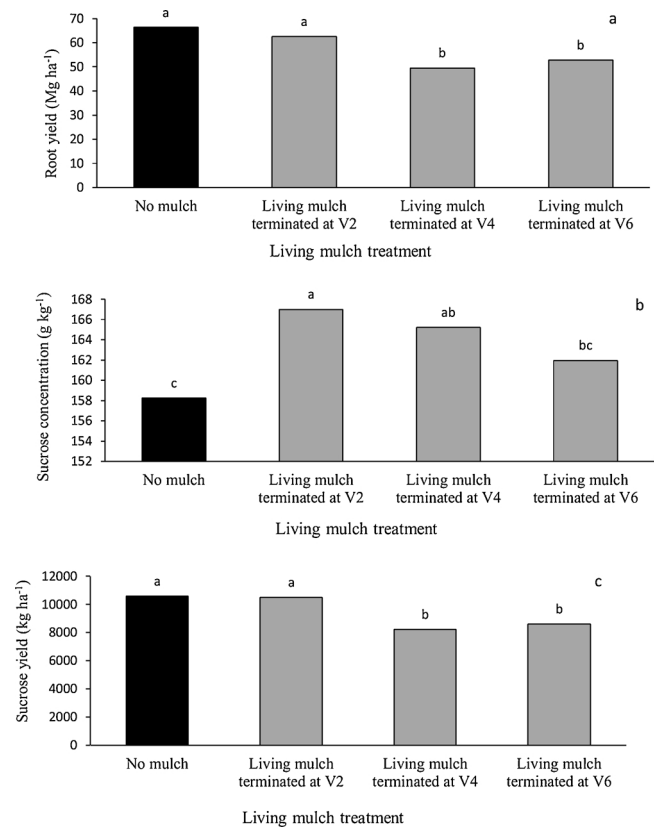 a
a a b b
Root yield (Mg ha-1)
70
60
50
40
30
20
10
0
No mulch
Living mulch
terminated at V2
Living mulch
terminated at V4
Living mulch
terminated at V6
Living mulch treatment
b
c a ab bc
Sucrose concentration (g kg-1)
168
166
164
162
160
158
156
154
152
No mulch
Living mulch
terminated at V2
Living mulch
terminated at V4
Living mulch
terminated at V6
Living mulch treatment
c
a a b b
Sucrose yield (kg ha-1)
12000
10000
8000
6000
4000
2000
0
No mulch
Living mulch
terminated at V2
Living mulch
terminated at V4
Living mulch
terminated at V6
Living mulch treatment